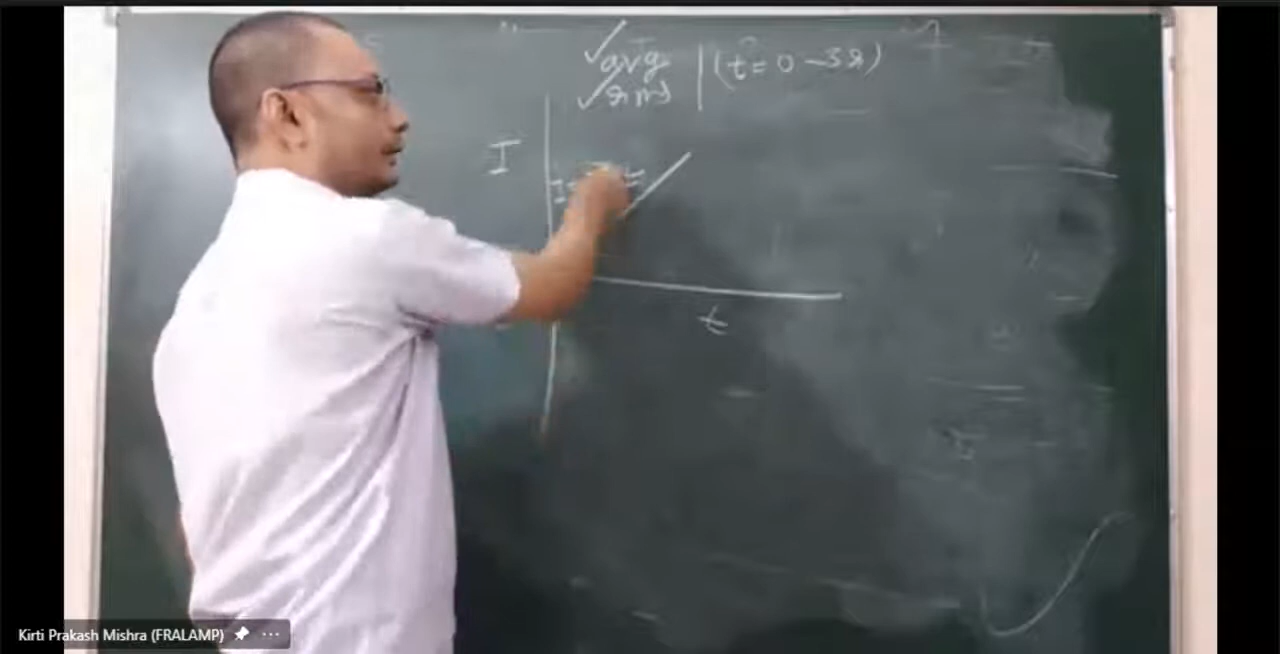 avg | (t = 0 - 3s)
rms
I
t
Kirti Prakash Mishra (FRALAMP)